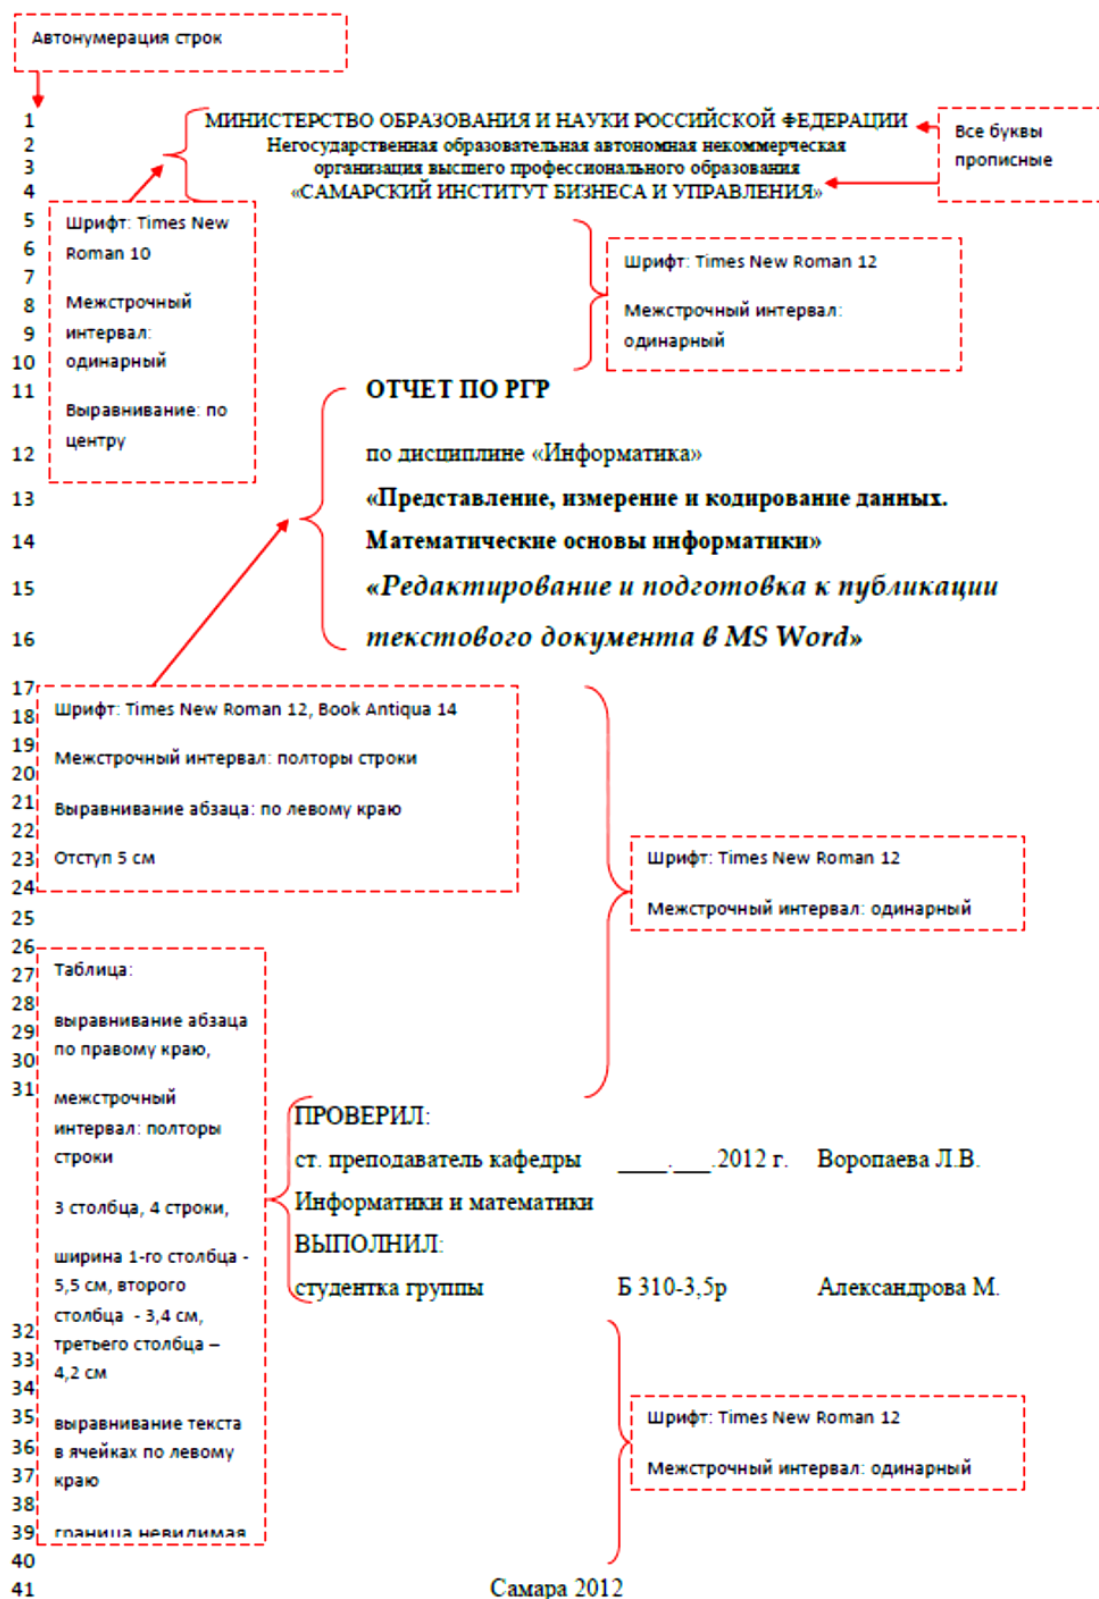 Автонумерация строк
1 МИНИСТЕРСТВО ОБРАЗОВАНИЯ И НАУКИ РОССИЙСКОЙ ФЕДЕРАЦИИ
2 Негосударственная образовательная автономная некоммерческая
3 организация высшего профессионального образования
4 «САМАРСКИЙ ИНСТИТУТ БИЗНЕСА И УПРАВЛЕНИЯ»
Все буквы
прописные
5
6
7
8
9
10
Шрифт: Times New
Roman 10
Межстрочный
интервал:
одинарный
Выравнивание: по
центру
Шрифт: Times New Roman 12
Межстрочный интервал:
одинарный
11 ОТЧЕТ ПО РГР
12 по дисциплине «Информатика»
13 «Представление, измерение и кодирование данных.
14 Математические основы информатики»
15 «Редактирование и подготовка к публикации
16 текстового документа в MS Word»
17
18
19
20
21
22
23
24
25
26
27
28
29
30
31
Шрифт: Times New Roman 12, Book Antiqua 14
Межстрочный интервал: полторы строки
Выравнивание абзаца: по левому краю
Отступ 5 см
Шрифт: Times New Roman 12
Межстрочный интервал: одинарный
Таблица:
выравнивание абзаца
по правому краю,
межстрочный
интервал: полторы
строки
3 столбца, 4 строки,
ширина 1-го столбца -
5,5 см, второго
столбца - 3,4 см,
третьего столбца –
4,2 см
выравнивание текста
в ячейках по левому
краю
граница невидимая
ПРОВЕРИЛ:
ст. преподаватель кафедры ____.___.2012 г. Воропаева Л.В.
Информатики и математики
ВЫПОЛНИЛ:
студентка группы Б 310-3,5р Александрова М.
32
33
34
35
36
37
38
39
40
Шрифт: Times New Roman 12
Межстрочный интервал: одинарный
41 Самара 2012